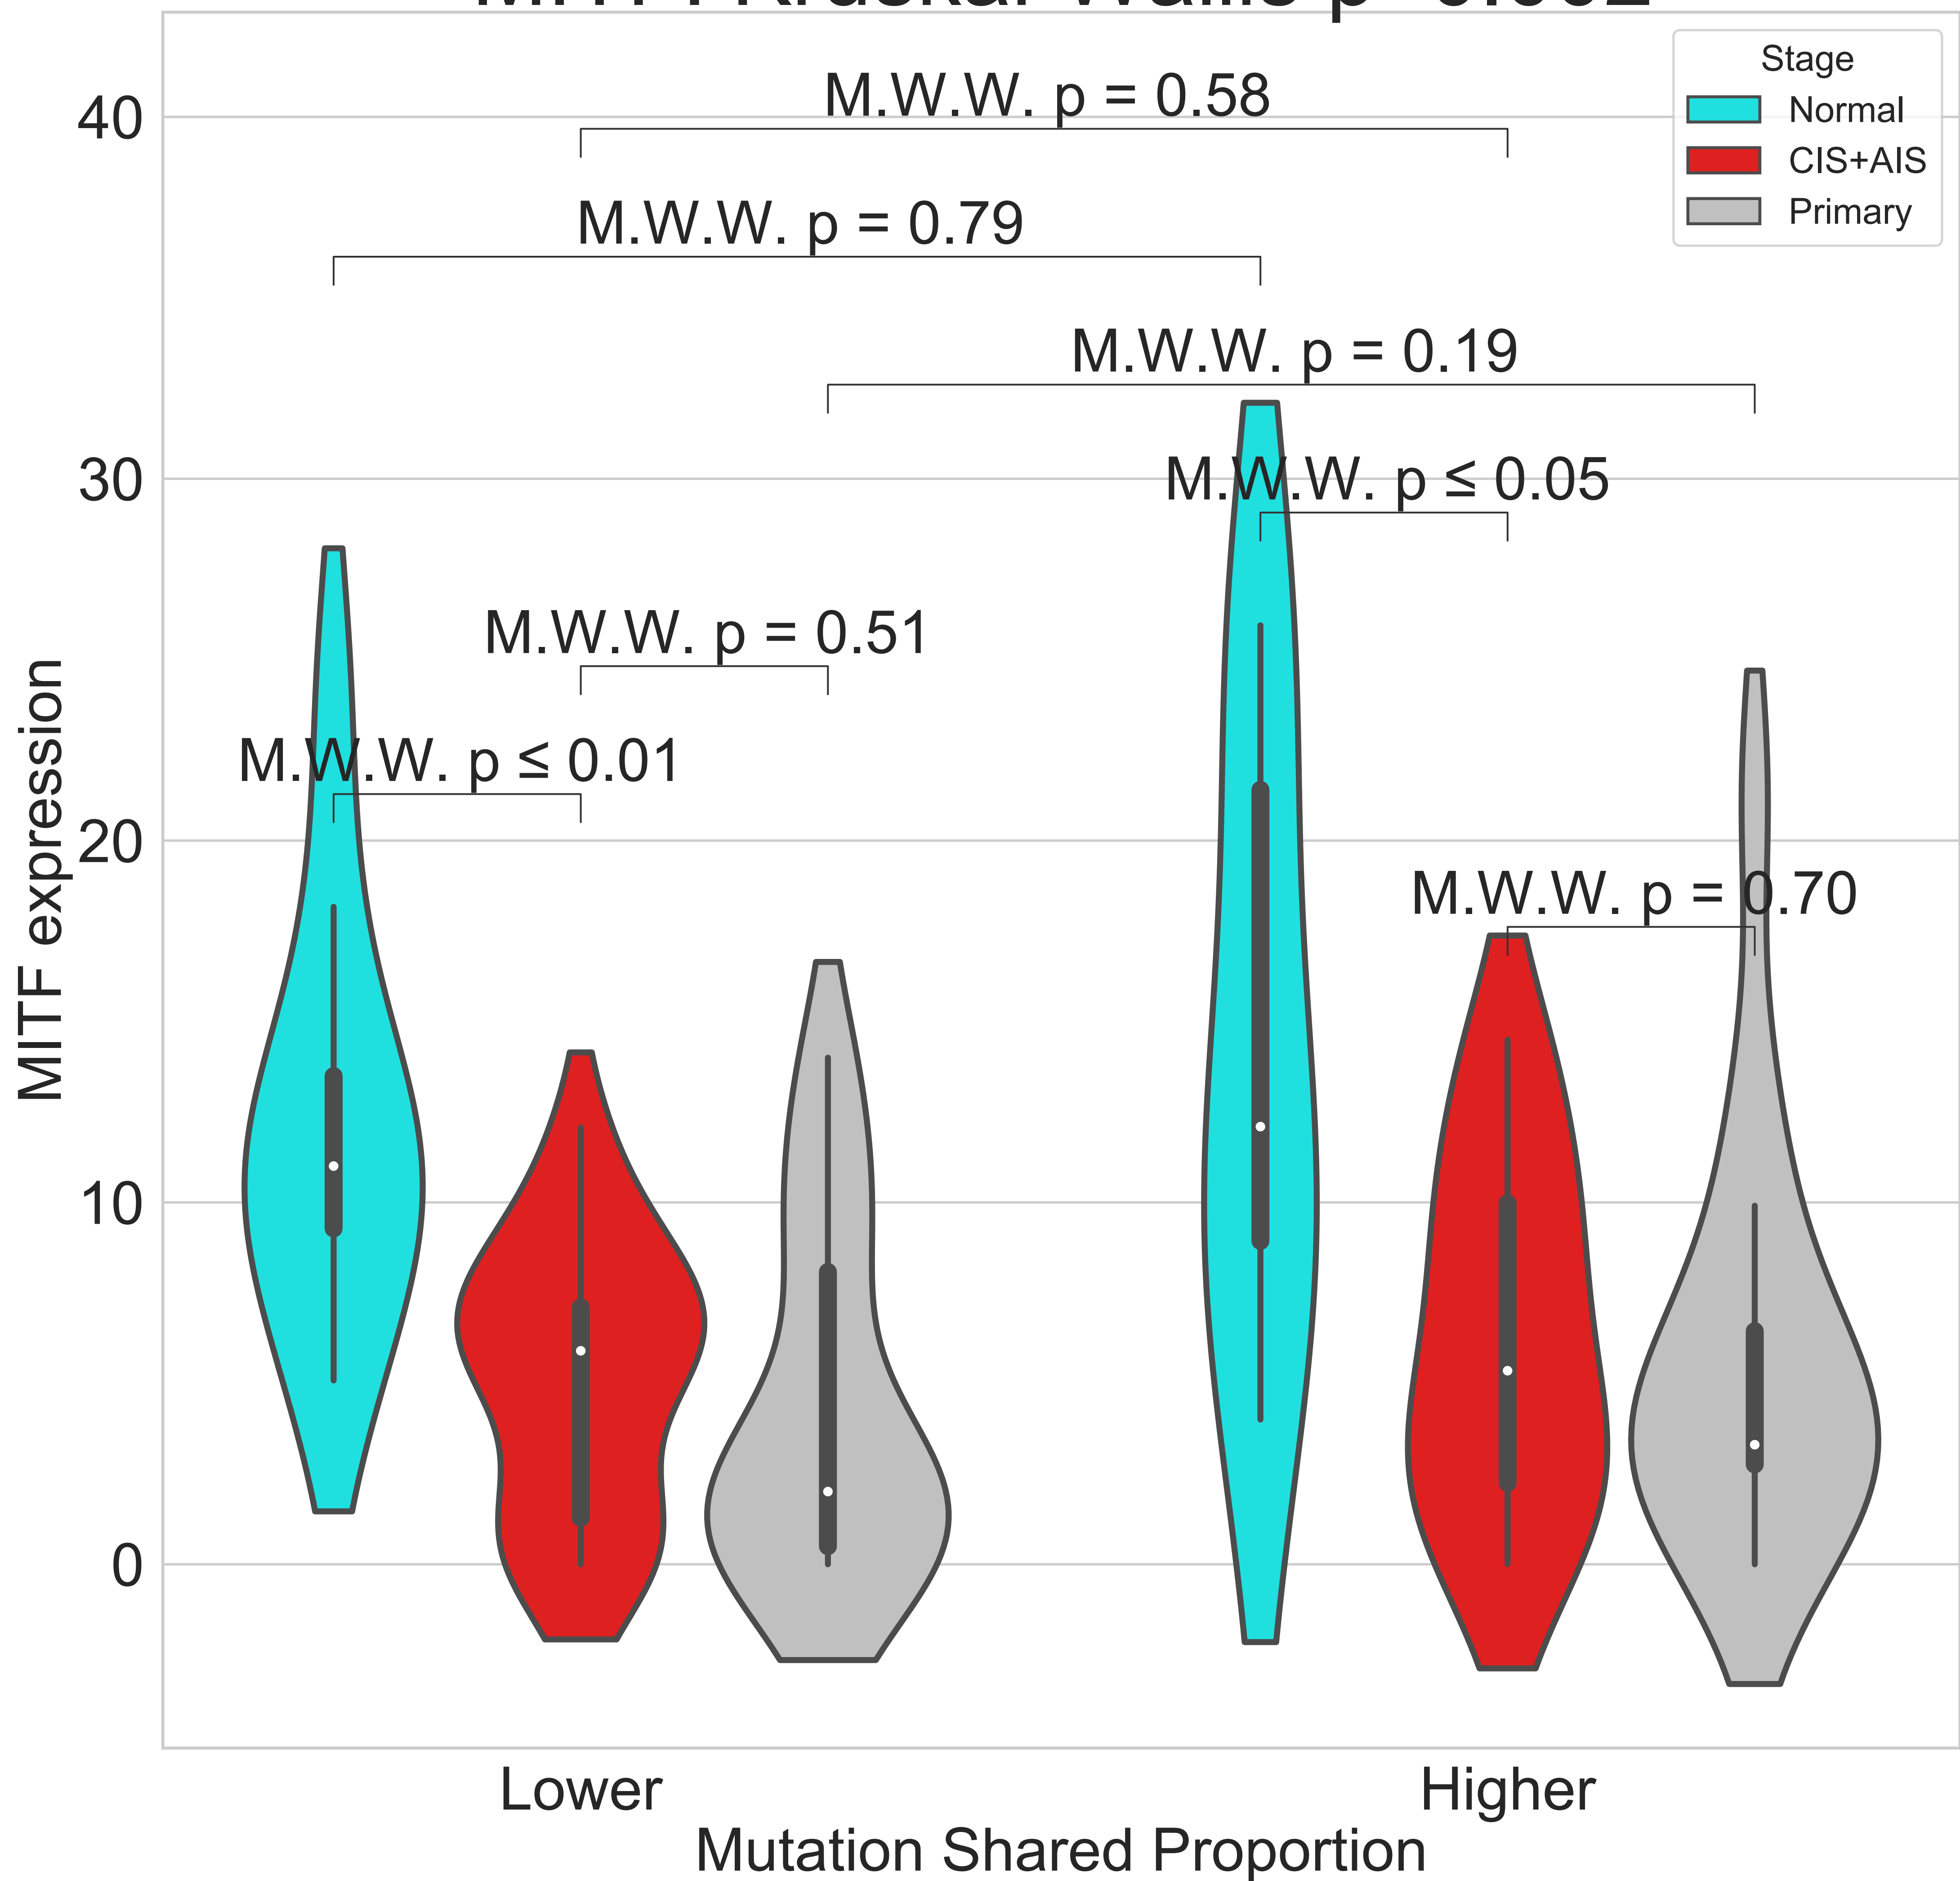 Stage
Normal
CIS+AIS
Primary
M.W.W. p = 0.58
M.W.W. p = 0.79
M.W.W. p = 0.19
M.W.W. p ≤ 0.05
M.W.W. p = 0.51
M.W.W. p ≤ 0.01
M.W.W. p = 0.70
MITF expression
40
30
20
10
0
Lower
Higher
Mutation Shared Proportion